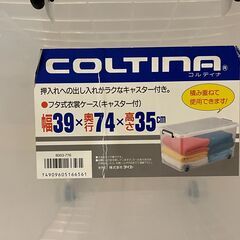 COLTINA®
コルティナ
押入れへの出し入れがラクなキャスター付き。
●フタ式衣裳ケース(キャスター付)
幅39×奥行74×高さ35cm
積み重ねて
使用できます!
T4909605166561